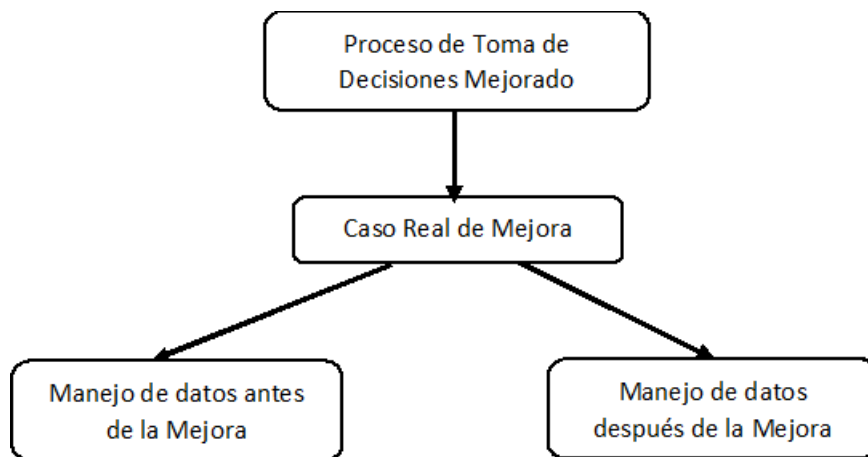 Proceso de Toma de
Decisiones Mejorado
Caso Real de Mejora
Manejo de datos antes
de la Mejora
Manejo de datos
después de la Mejora